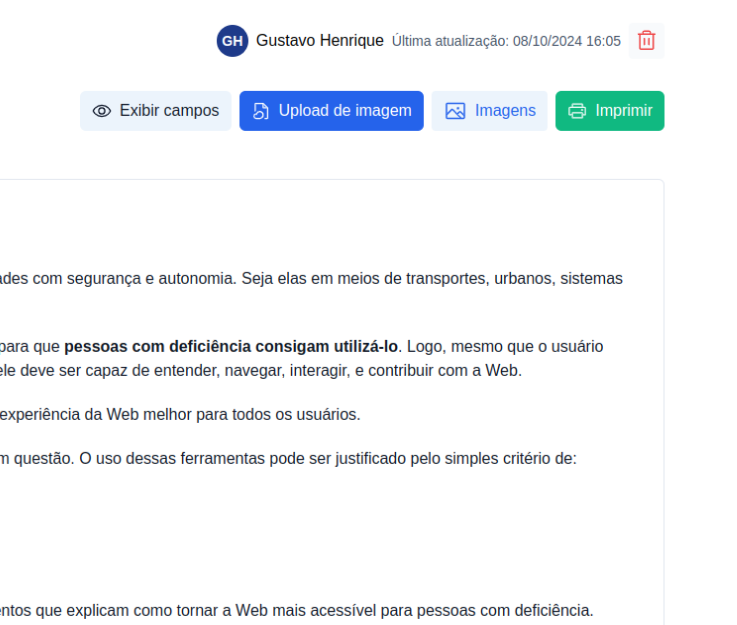 GH Gustavo Henrique Última atualização: 08/10/2024 16:05
Exibir campos Upload de imagem Imagens Imprimir
des com segurança e autonomia. Seja elas em meios de transportes, urbanos, sistemas
para que pessoas com deficiência consigam utilizá-lo. Logo, mesmo que o usuário
ele deve ser capaz de entender, navegar, interagir, e contribuir com a Web.
experiência da Web melhor para todos os usuários.
m questão. O uso dessas ferramentas pode ser justificado pelo simples critério de:
entos que explicam como tornar a Web mais acessível para pessoas com deficiência.